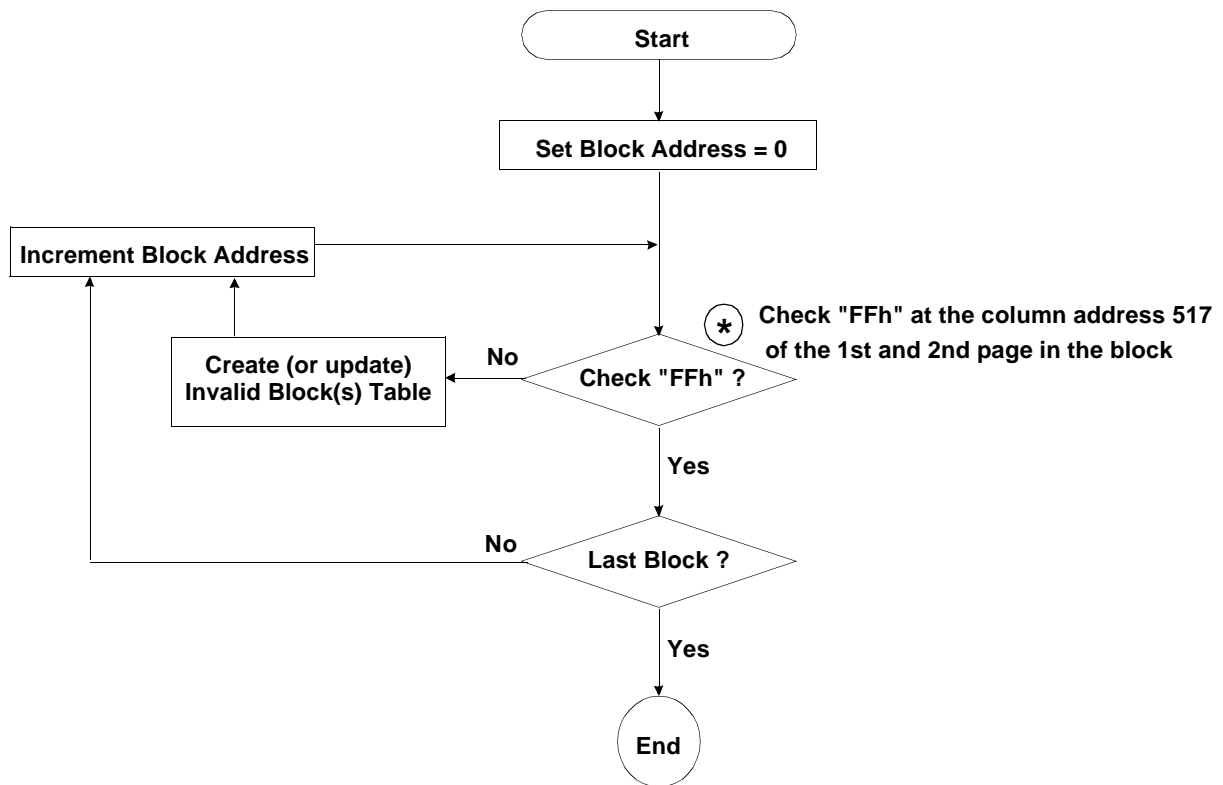 Start
Set Block Address = 0
Increment Block Address
* Check "FFh" at the column address 517
of the 1st and 2nd page in the block
No
Create (or update)
Invalid Block(s) Table
Check "FFh" ?
Yes
No
Last Block ?
Yes
End